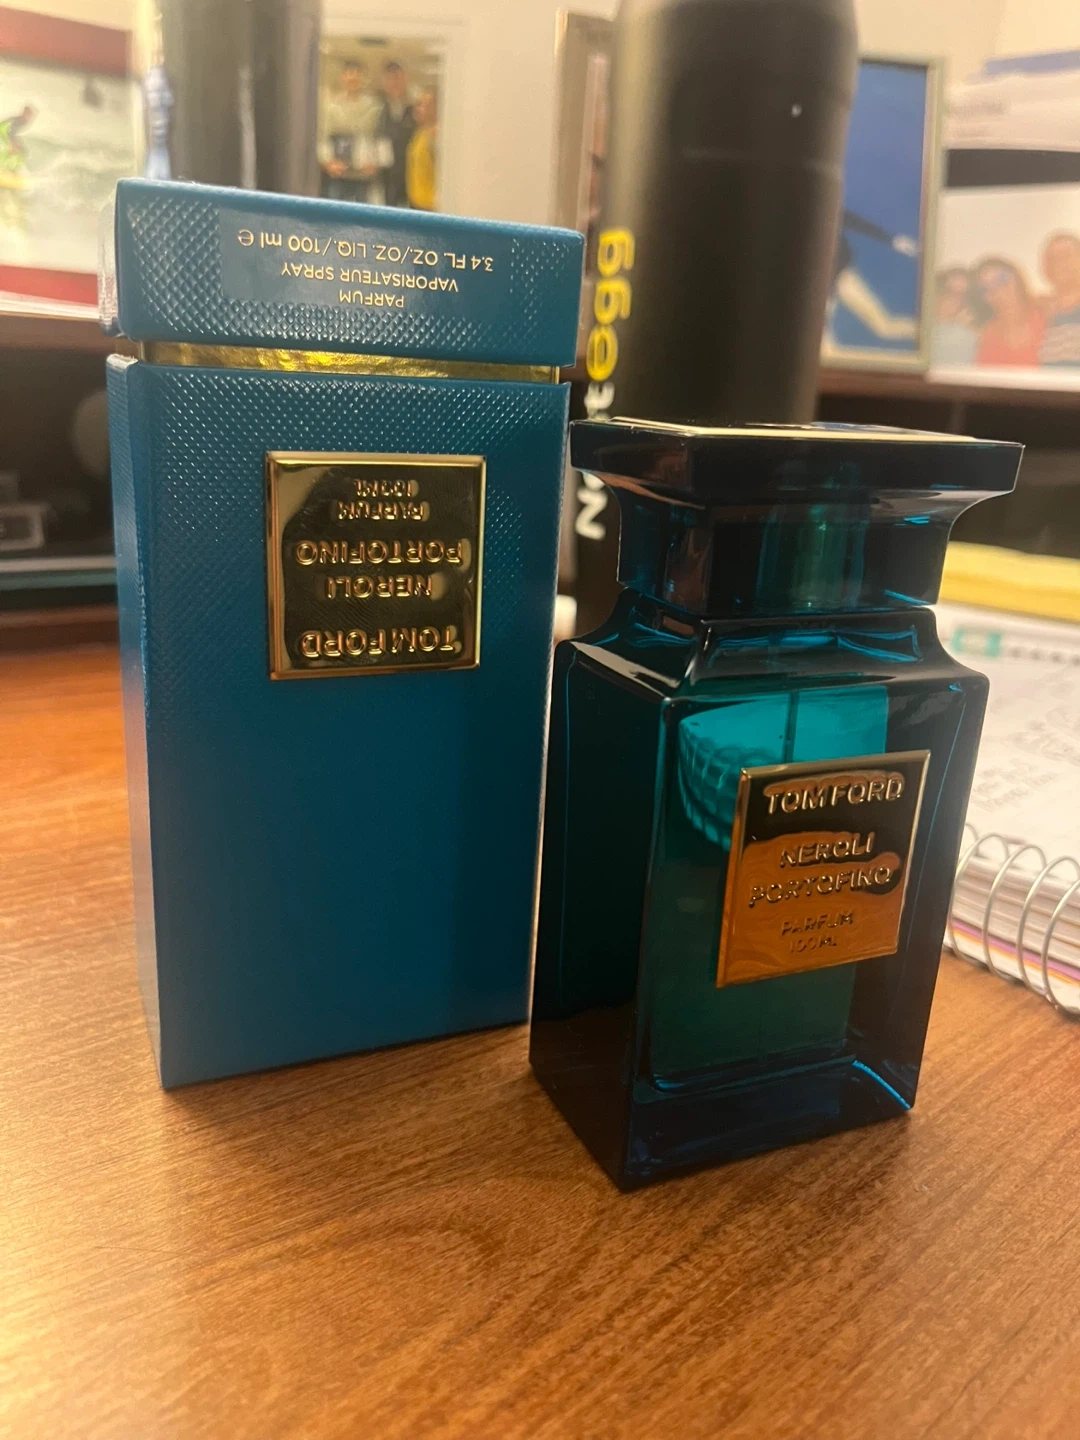 PARFUM
VAPORISATEUR SPRAY
3.4 FL. OZ./OZ. LIQ./100 ml ℮
TOM FORD
NEROLI
PORTOFINO
PARFUM
100ML
TOM FORD
NEROLI
PORTOFINO
PARFUM
100ML